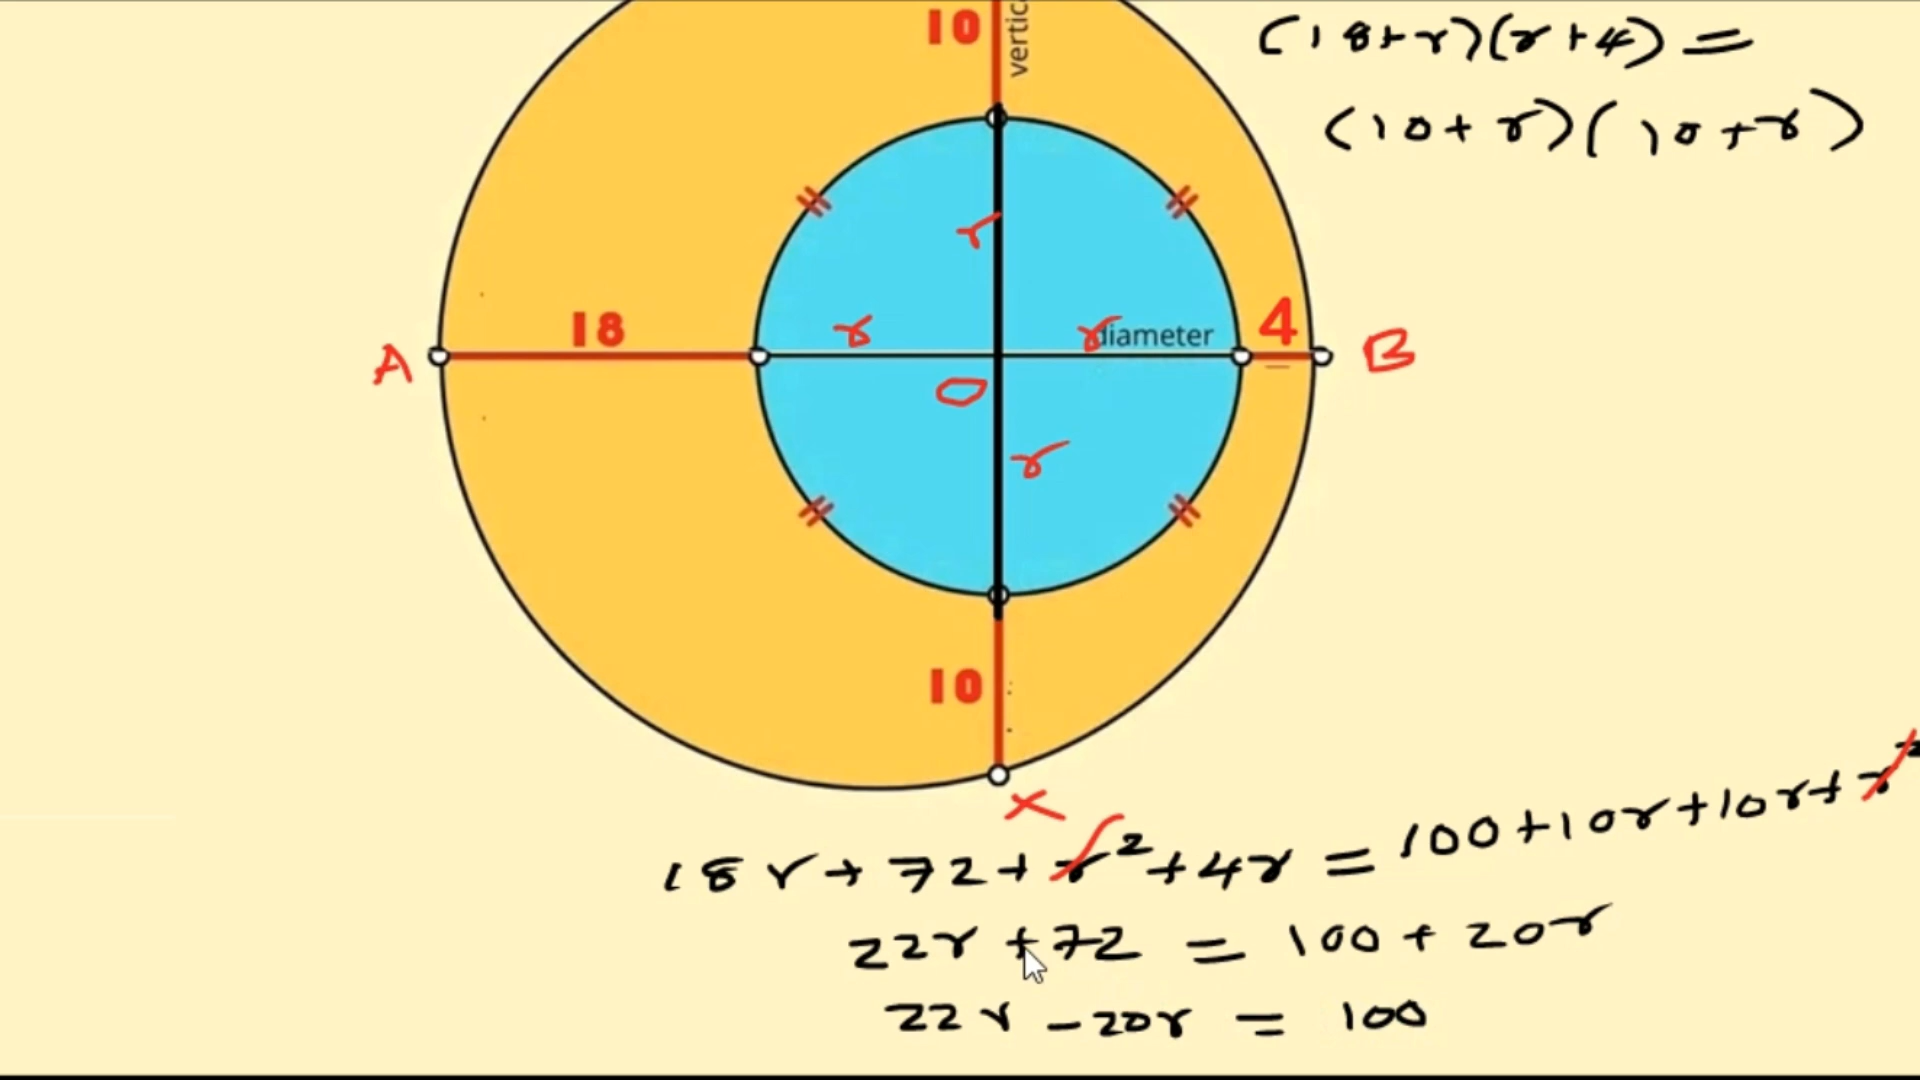 10
vertic
(18+r)(r+4) =
(10+r)(10+r)
r
18
r
r
diameter
4
A
B
O
r
10
X
18r + 72 + r² + 4r = 100 + 10r + 10r + r²
22r + 72 = 100 + 20r
22r - 20r = 100